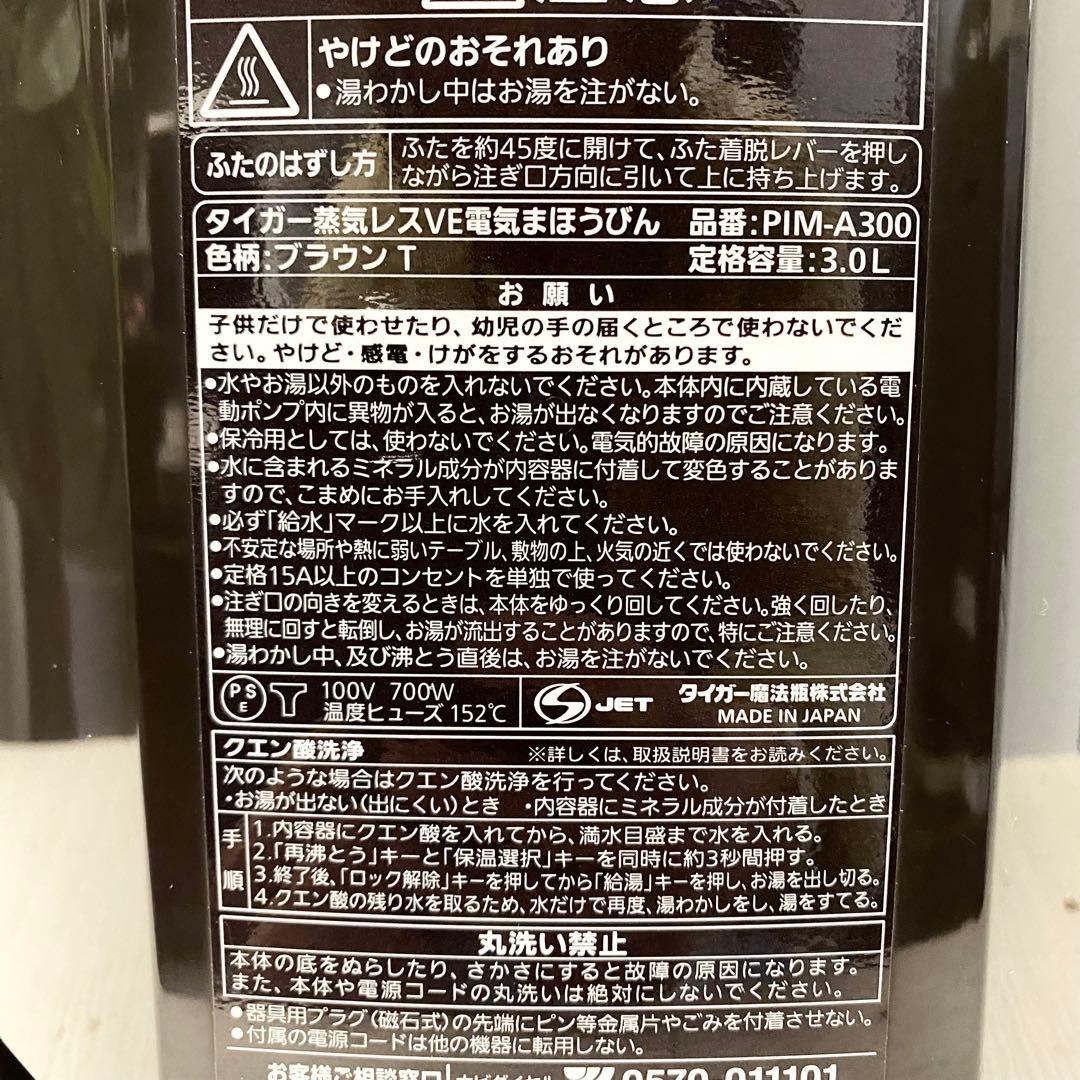 やけどのおそれあり
●湯わかし中はお湯を注がない。
ふたのはずし方
ふたを約45度に開けて、ふた着脱レバーを押し
ながら注ぎ口方向に引いて上に持ち上げます。
タイガー蒸気レスVE電気まほうびん 品番:PIM-A300
色柄:ブラウン T 定格容量:3.0L
お願い
子供だけで使わせたり、幼児の手の届くところで使わないでくだ
さい。やけど・感電・けがをするおそれがあります。
●水やお湯以外のものを入れないでください。本体内に内蔵している電
動ポンプ内に異物が入ると、お湯が出なくなりますのでご注意ください。
●保冷用としては、使わないでください。電気的故障の原因になります。
●水に含まれるミネラル成分が内容器に付着して変色することがありま
すので、こまめにお手入れしてください。
●必ず「給水」マーク以上に水を入れてください。
●不安定な場所や熱に弱いテーブル、敷物の上、火気の近くでは使わないでください。
●定格15A以上のコンセントを単独で使ってください。
●注ぎ口の向きを変えるときは、本体をゆっくり回してください。強く回したり、
無理に回すと転倒し、お湯が流出することがありますので、特にご注意ください。
●湯わかし中、及び沸とう直後は、お湯を注がないでください。
PSE T 100V 700W
温度ヒューズ 152℃
JET タイガー魔法瓶株式会社
MADE IN JAPAN
クエン酸洗浄 ※詳しくは、取扱説明書をお読みください。
次のような場合はクエン酸洗浄を行ってください。
・お湯が出ない(出にくい)とき ・内容器にミネラル成分が付着したとき
手順
1.内容器にクエン酸を入れてから、満水目盛まで水を入れる。
2.「再沸とう」キーと「保温選択」キーを同時に約3秒間押す。
3.終了後、「ロック解除」キーを押してから「給湯」キーを押し、お湯を出し切る。
4.クエン酸の残り水を取るため、水だけで再度、湯わかしをし、湯をすてる。
丸洗い禁止
本体の底をぬらしたり、さかさにすると故障の原因になります。
また、本体や電源コードの丸洗いは絶対にしないでください。
●器具用プラグ(磁石式)の先端にピン等金属片やごみを付着させない。
●付属の電源コードは他の機器に転用しない。
お客様ご相談窓口 ナビダイヤル 0570-011101